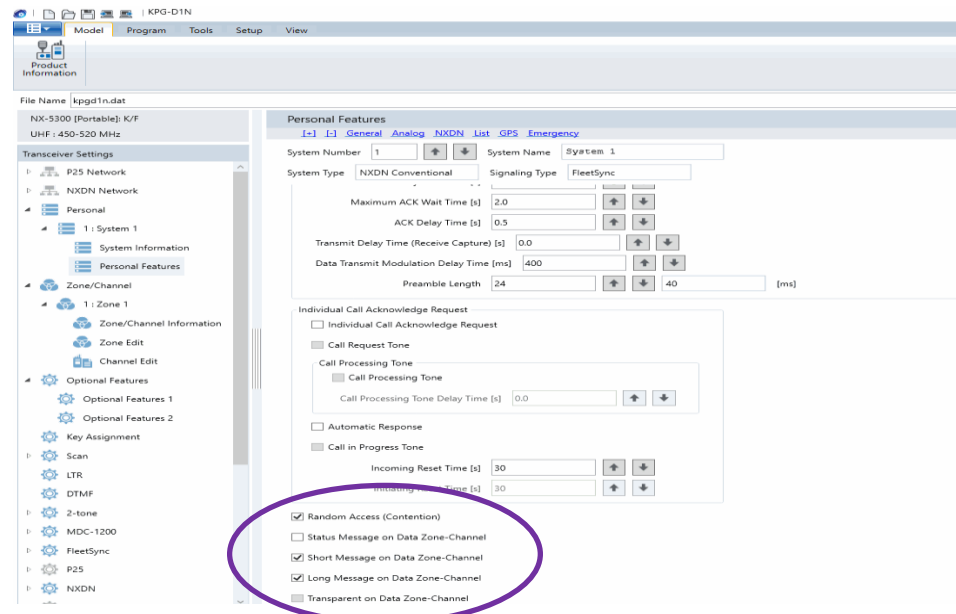 KPG-D1N
Model Program Tools Setup View
Product
Information
File Name kpgd1n.dat
NX-5300 [Portable]: K/F
UHF : 450-520 MHz
Transceiver Settings
P25 Network
NXDN Network
Personal
1 : System 1
System Information
Personal Features
Zone/Channel
1 : Zone 1
Zone/Channel Information
Zone Edit
Channel Edit
Optional Features
Optional Features 1
Optional Features 2
Key Assignment
Scan
LTR
DTMF
2-tone
MDC-1200
FleetSync
P25
NXDN
Personal Features
[+] [-] General Analog NXDN List GPS Emergency
System Number 1 System Name System 1
System Type NXDN Conventional Signaling Type FleetSync
Maximum ACK Wait Time [s] 2.0
ACK Delay Time [s] 0.5
Transmit Delay Time (Receive Capture) [s] 0.0
Data Transmit Modulation Delay Time [ms] 400
Preamble Length 24 40 [ms]
Individual Call Acknowledge Request
Individual Call Acknowledge Request
Call Request Tone
Call Processing Tone
Call Processing Tone
Call Processing Tone Delay Time [s] 0.0
Automatic Response
Call in Progress Tone
Incoming Reset Time [s] 30
Initiating Reset Time [s] 30
Random Access (Contention)
Status Message on Data Zone-Channel
Short Message on Data Zone-Channel
Long Message on Data Zone-Channel
Transparent on Data Zone-Channel